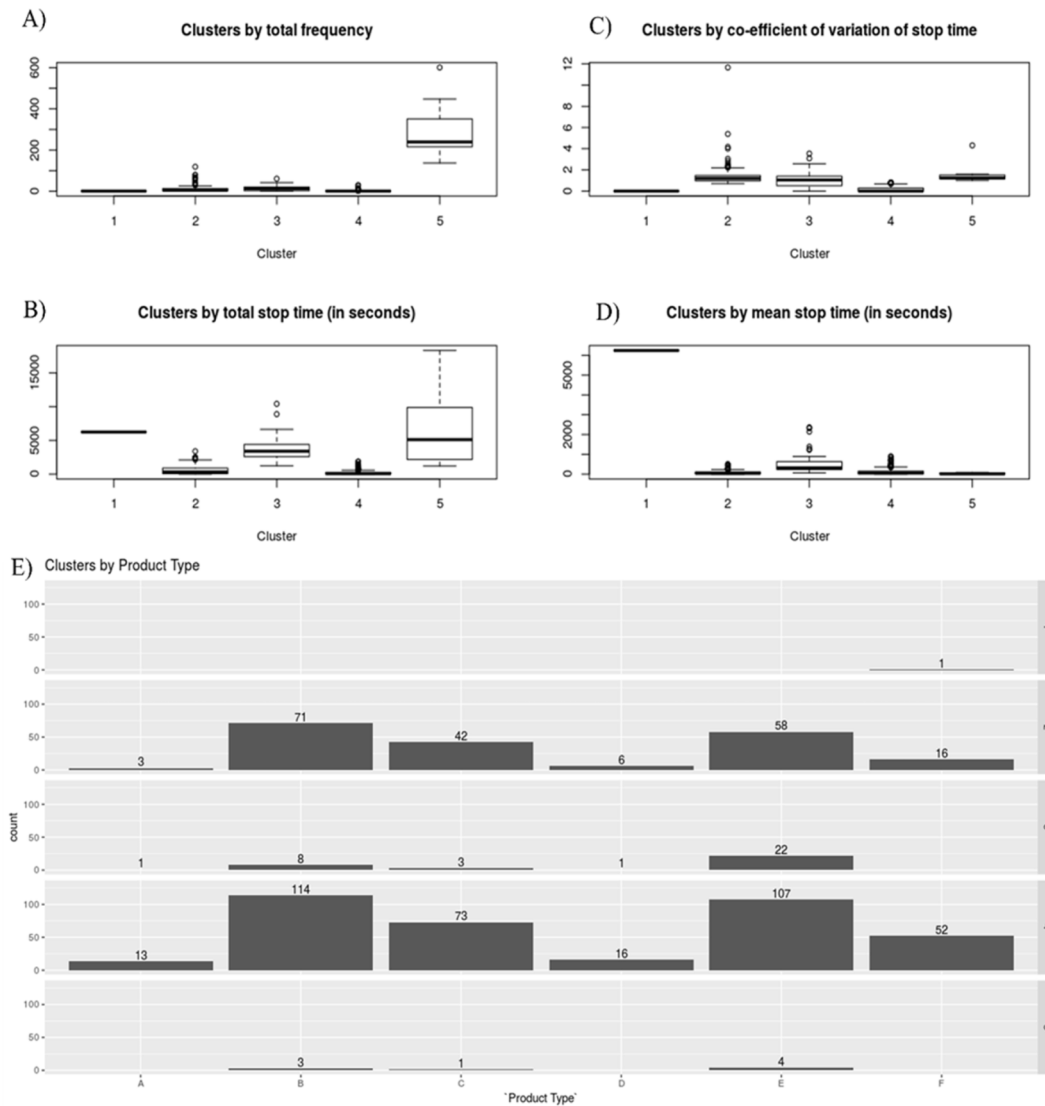 A)
Clusters by total frequency
600
400
200
0
1 2 3 4 5
Cluster
C)
Clusters by co-efficient of variation of stop time
12
10
8
6
4
2
0
1 2 3 4 5
Cluster
B)
Clusters by total stop time (in seconds)
15000
5000
0
1 2 3 4 5
Cluster
D)
Clusters by mean stop time (in seconds)
5000
2000
0
1 2 3 4 5
Cluster
E)
Clusters by Product Type
count
100
50
0
1
100
50
0
3 71 42 6 58 16
100
50
0
1 8 3 1 22
100
50
0
13 114 73 16 107 52
100
50
0
3 1 4
A B C D E F
`Product Type`